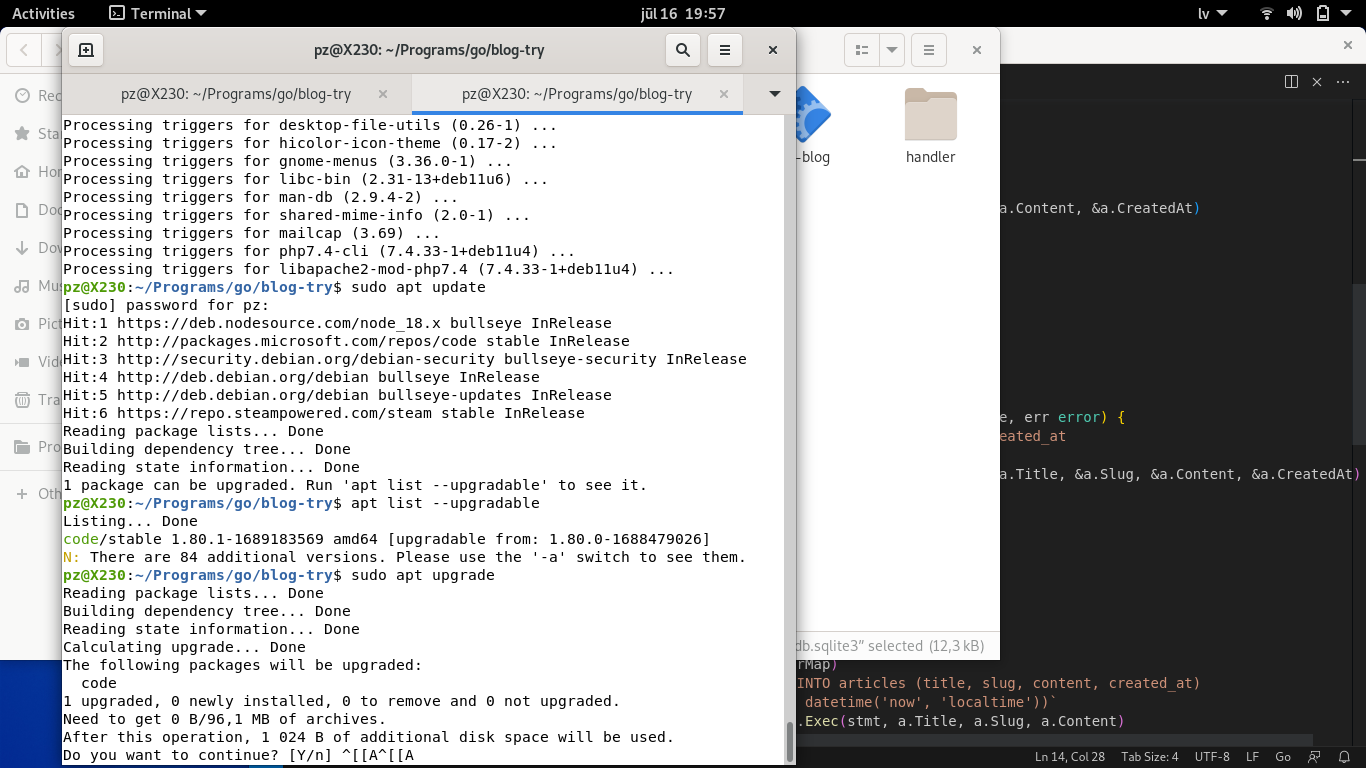 Activities
Terminal
jūl 16 19:57
lv
pz@X230: ~/Programs/go/blog-try
pz@X230: ~/Programs/go/blog-try
pz@X230: ~/Programs/go/blog-try
Processing triggers for desktop-file-utils (0.26-1) ...
Processing triggers for hicolor-icon-theme (0.17-2) ...
Processing triggers for gnome-menus (3.36.0-1) ...
Processing triggers for libc-bin (2.31-13+deb11u6) ...
Processing triggers for man-db (2.9.4-2) ...
Processing triggers for shared-mime-info (2.0-1) ...
Processing triggers for mailcap (3.69) ...
Processing triggers for php7.4-cli (7.4.33-1+deb11u4) ...
Processing triggers for libapache2-mod-php7.4 (7.4.33-1+deb11u4) ...
pz@X230:~/Programs/go/blog-try$ sudo apt update
[sudo] password for pz:
Hit:1 https://deb.nodesource.com/node_18.x bullseye InRelease
Hit:2 http://packages.microsoft.com/repos/code stable InRelease
Hit:3 http://security.debian.org/debian-security bullseye-security InRelease
Hit:4 http://deb.debian.org/debian bullseye InRelease
Hit:5 http://deb.debian.org/debian bullseye-updates InRelease
Hit:6 https://repo.steampowered.com/steam stable InRelease
Reading package lists... Done
Building dependency tree... Done
Reading state information... Done
1 package can be upgraded. Run 'apt list --upgradable' to see it.
pz@X230:~/Programs/go/blog-try$ apt list --upgradable
Listing... Done
code/stable 1.80.1-1689183569 amd64 [upgradable from: 1.80.0-1688479026]
N: There are 84 additional versions. Please use the '-a' switch to see them.
pz@X230:~/Programs/go/blog-try$ sudo apt upgrade
Reading package lists... Done
Building dependency tree... Done
Reading state information... Done
Calculating upgrade... Done
The following packages will be upgraded:
code
1 upgraded, 0 newly installed, 0 to remove and 0 not upgraded.
Need to get 0 B/96,1 MB of archives.
After this operation, 1 024 B of additional disk space will be used.
Do you want to continue? [Y/n] ^[[A^[[A
Rec
Sta
Hor
Doc
Dow
Mus
Pict
Vide
Tra
Pro
Oth
-blog
handler
db.sqlite3” selected (12,3 kB)
a.Content, &a.CreatedAt)
e, err error) {
eated_at
a.Title, &a.Slug, &a.Content, &a.CreatedAt)
rMap)
INTO articles (title, slug, content, created_at)
datetime('now', 'localtime'))`
.Exec(stmt, a.Title, a.Slug, a.Content)
Ln 14, Col 28
Tab Size: 4
UTF-8
LF
Go